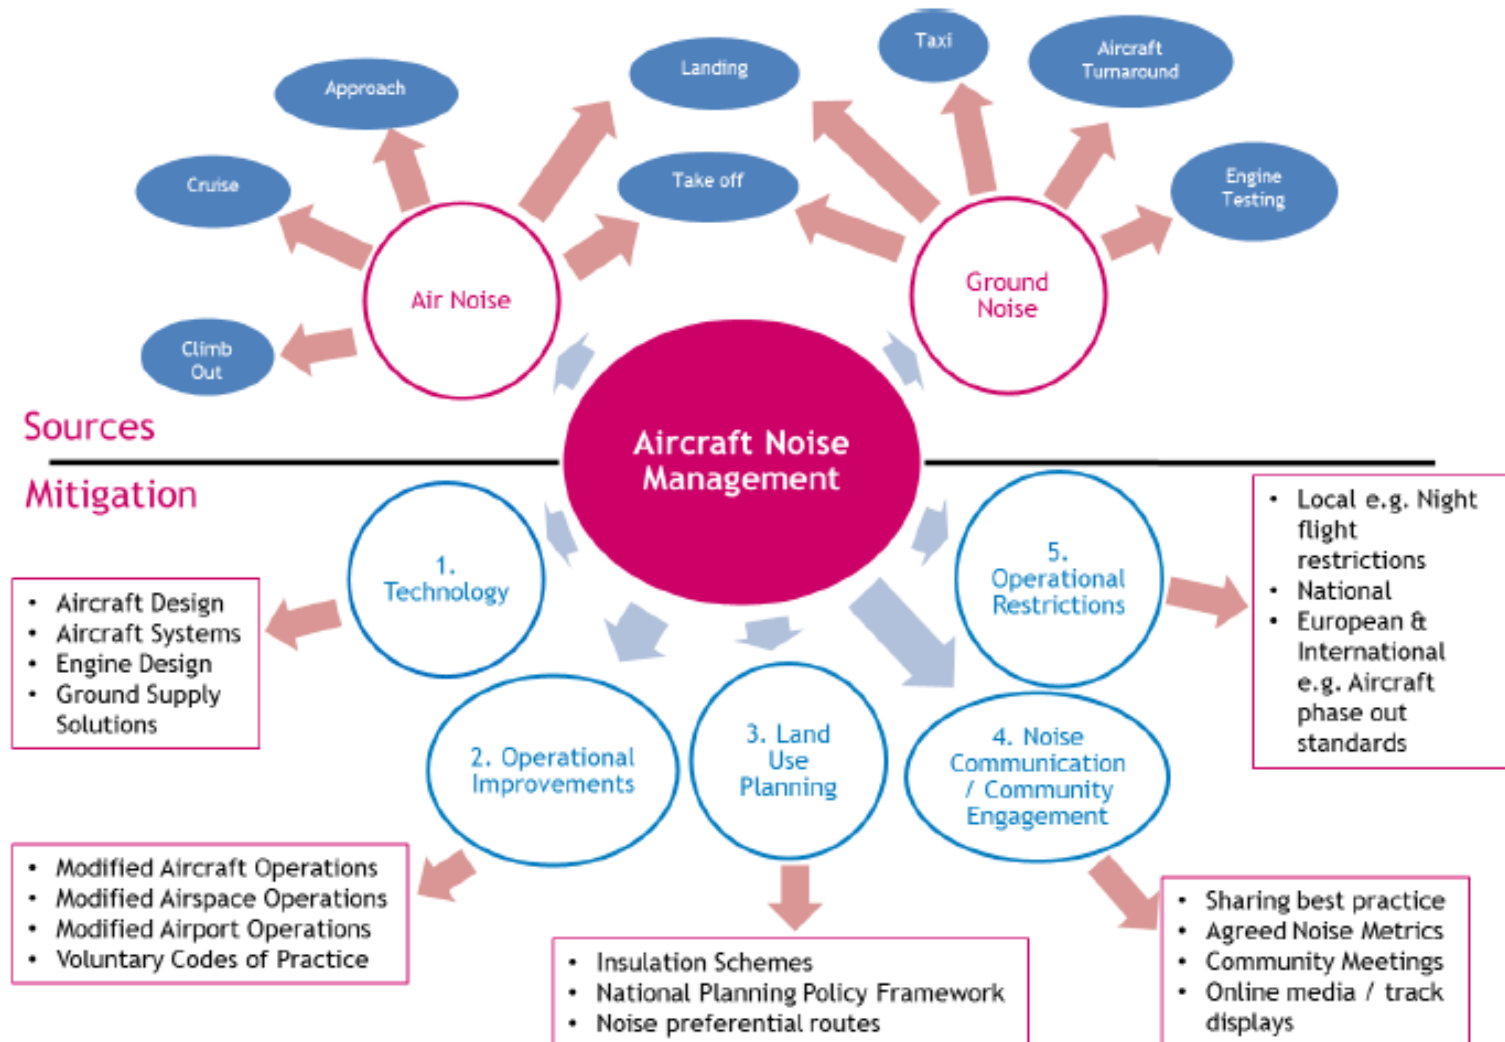 Taxi
Aircraft
Turnaround
Landing
Approach
Take off
Engine
Testing
Cruise
Ground
Noise
Air Noise
Climb
Out
Sources
Aircraft Noise
Management
Mitigation
1.
Technology
5.
Operational
Restrictions
• Local e.g. Night
flight
restrictions
• National
• European &
International
e.g. Aircraft
phase out
standards
• Aircraft Design
• Aircraft Systems
• Engine Design
• Ground Supply
Solutions
2. Operational
Improvements
3. Land
Use
Planning
4. Noise
Communication
/ Community
Engagement
• Modified Aircraft Operations
• Modified Airspace Operations
• Modified Airport Operations
• Voluntary Codes of Practice
• Insulation Schemes
• National Planning Policy Framework
• Noise preferential routes
• Sharing best practice
• Agreed Noise Metrics
• Community Meetings
• Online media / track
displays